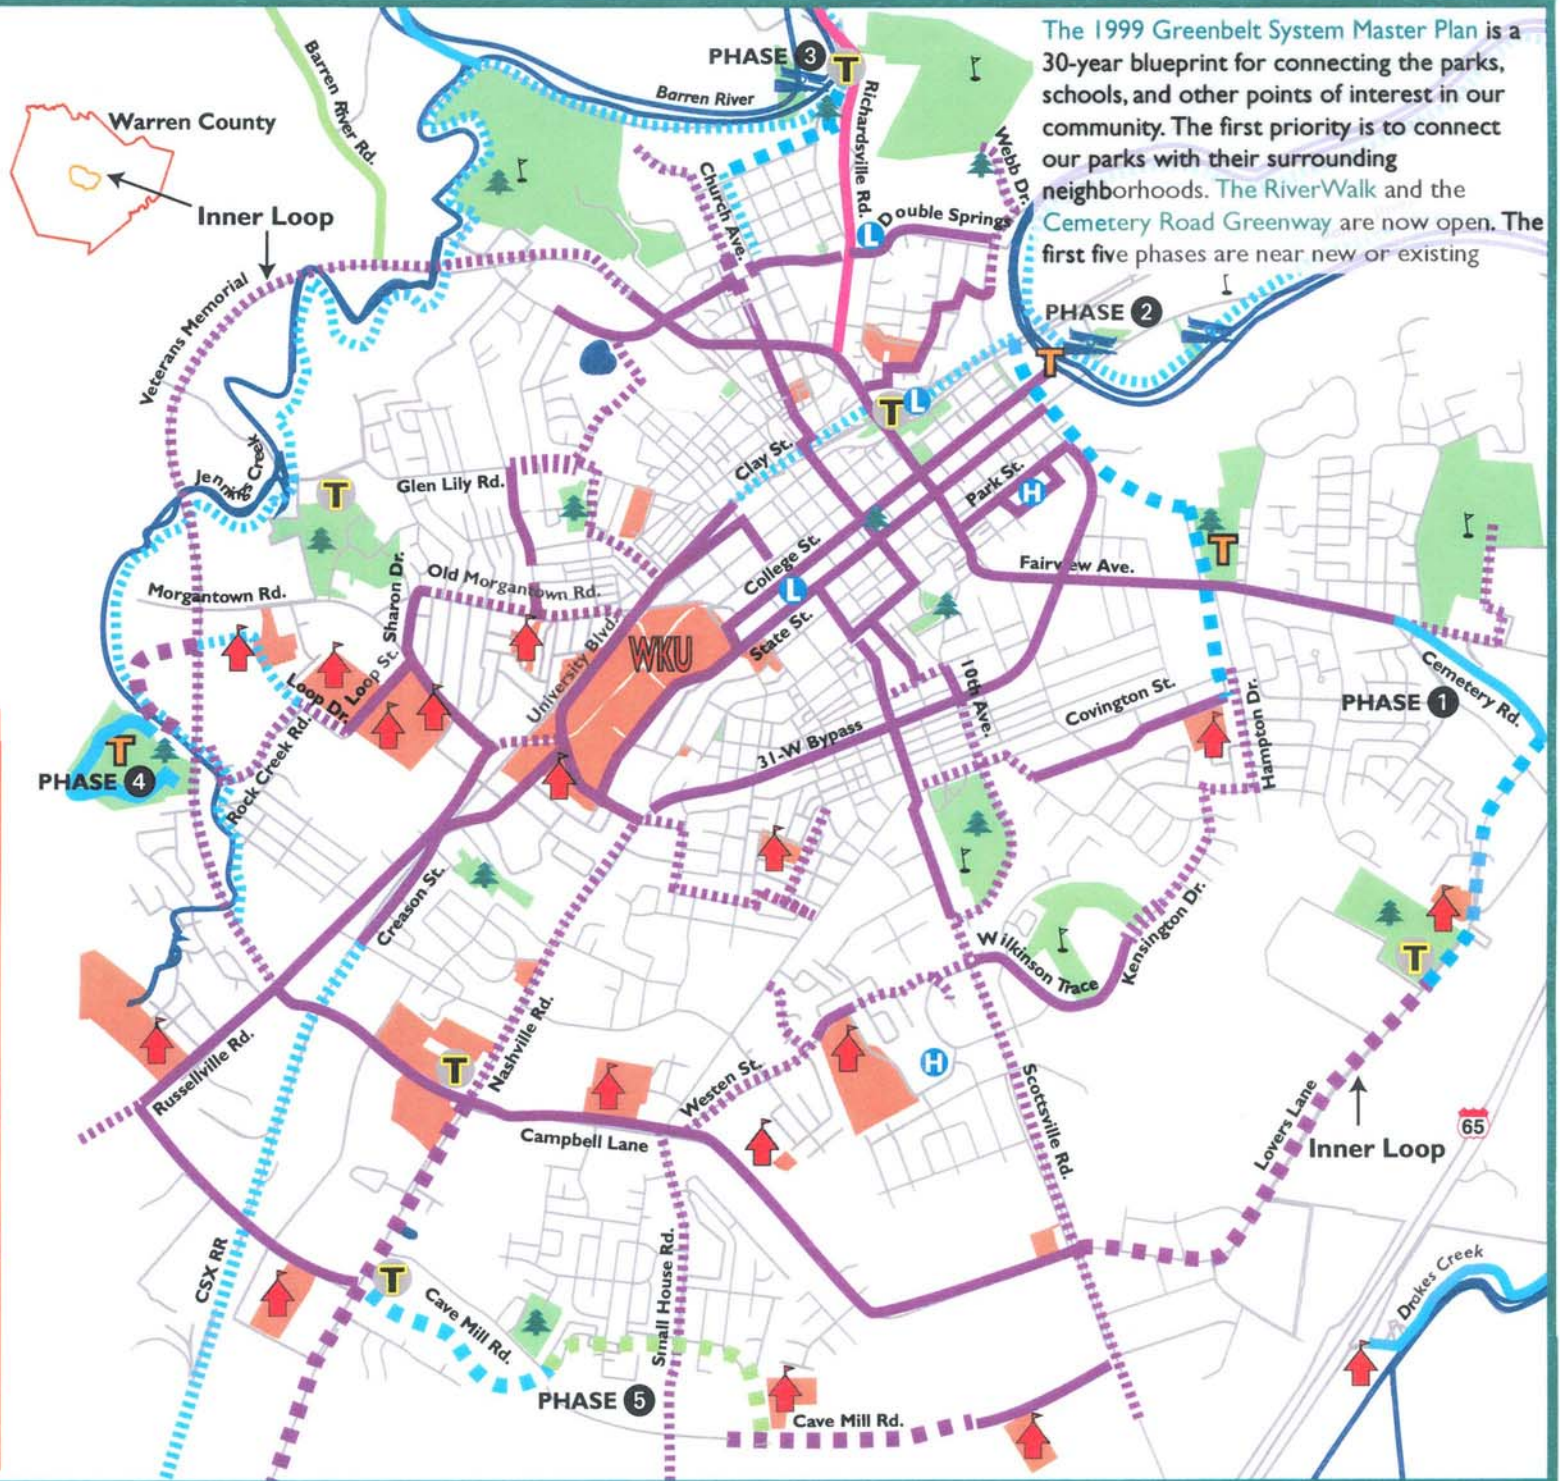 The 1999 Greenbelt System Master Plan is a
30-year blueprint for connecting the parks,
schools, and other points of interest in our
community. The first priority is to connect
our parks with their surrounding
neighborhoods. The RiverWalk and the
Cemetery Road Greenway are now open. The
first five phases are near new or existing
PHASE 3
T
Barren River
Barren River Rd.
Richardsville Rd.
Warren County
Inner Loop
Church Ave.
Webb Dr.
Double Springs
L
Veterans Memorial
PHASE 2
T
T
L
Clay St.
Jennings Creek
Glen Lily Rd.
T
Park St.
H
College St.
Fairview Ave.
T
Old Morgantown Rd.
Morgantown Rd.
Sharon Dr.
L
State St.
WKU
University Blvd.
Loop St.
Loop Dr.
10th Ave.
Covington St.
Hampton Dr.
PHASE 1
Cemetery Rd.
31-W Bypass
T
PHASE 4
Rock Creek Rd.
Creason St.
Wilkinson Trace
Kensington Dr.
T
Nashville Rd.
Russellville Rd.
T
H
Westen St.
Scottsville Rd.
Campbell Lane
Lovers Lane
Inner Loop
65
CSX RR
Small House Rd.
T
Cave Mill Rd.
Drakes Creek
PHASE 5
Cave Mill Rd.